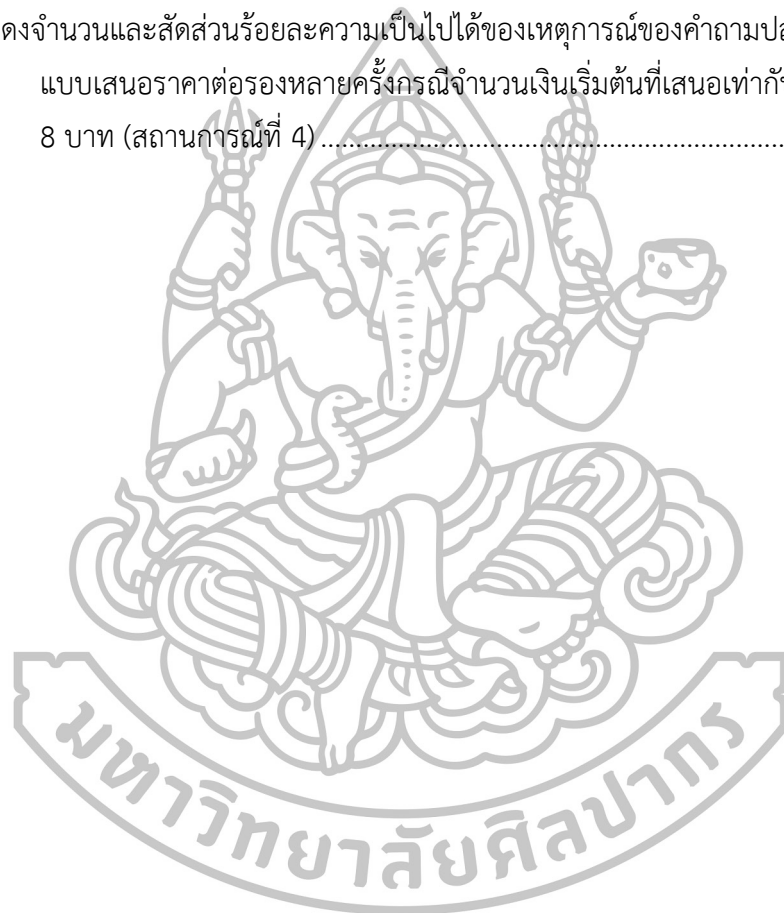 ดงจำนวนและสัดส่วนร้อยละความเป็นไปได้ของเหตุการณ์ของคำถามปล
แบบเสนอราคาต่อรองหลายครั้งกรณีจำนวนเงินเริ่มต้นที่เสนอเท่ากับ
8 บาท (สถานการณ์ที่ 4)......................................................................
มหาวิทยาลัยศิลปากร